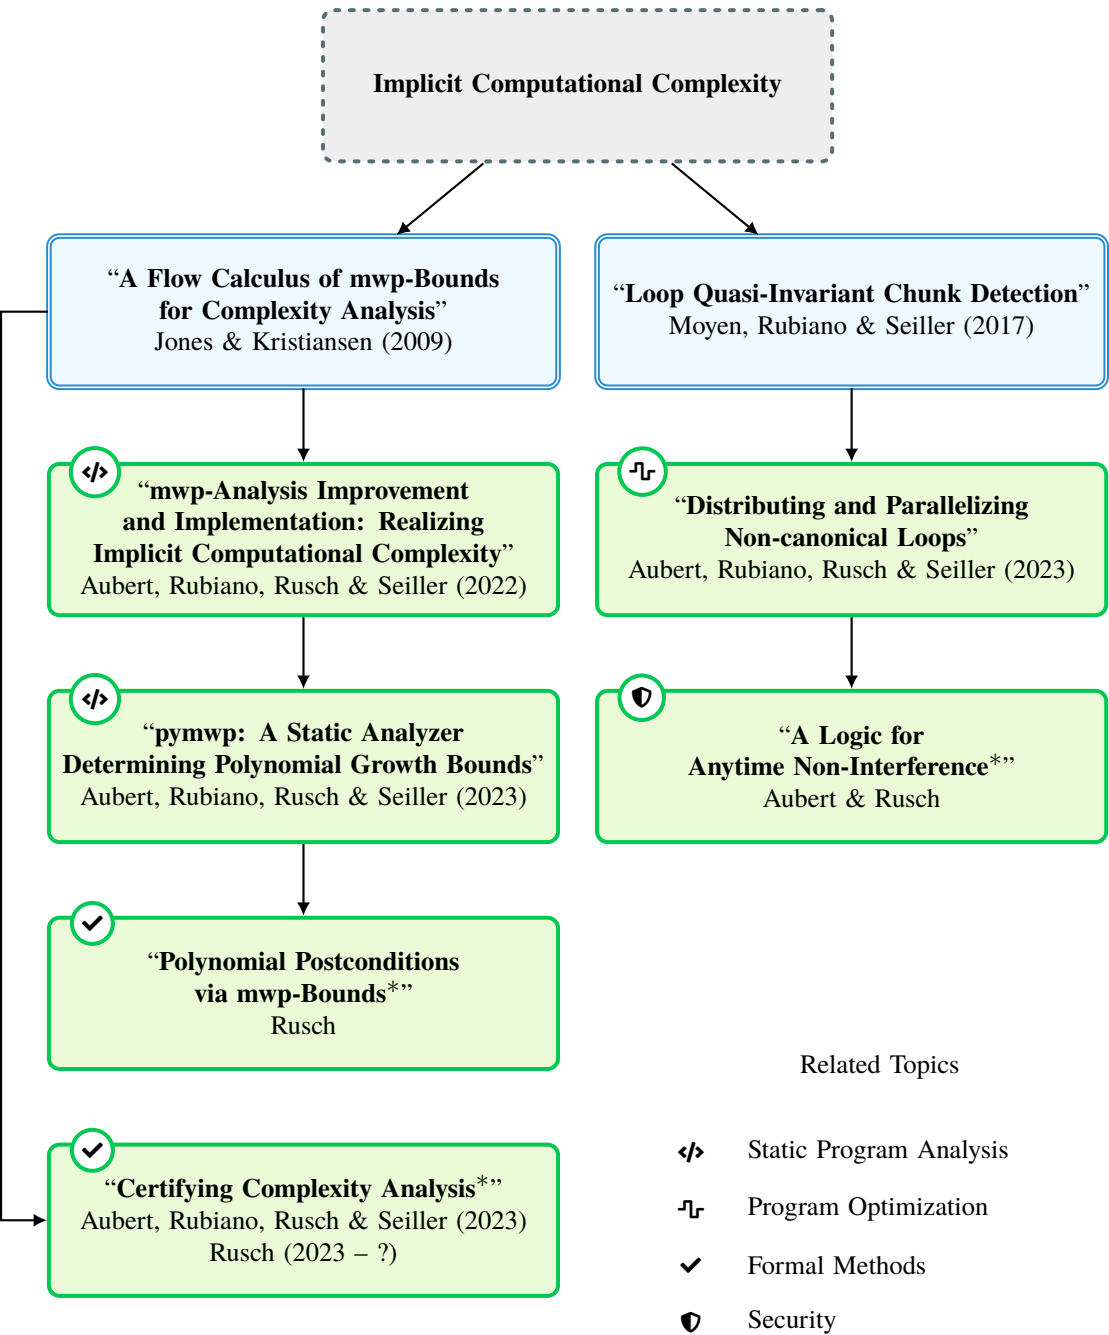 Implicit Computational Complexity
“A Flow Calculus of mwp-Bounds
for Complexity Analysis”
Jones & Kristiansen (2009)
“Loop Quasi-Invariant Chunk Detection”
Moyen, Rubiano & Seiller (2017)
“mwp-Analysis Improvement
and Implementation: Realizing
Implicit Computational Complexity”
Aubert, Rubiano, Rusch & Seiller (2022)
“Distributing and Parallelizing
Non-canonical Loops”
Aubert, Rubiano, Rusch & Seiller (2023)
“pymwp: A Static Analyzer
Determining Polynomial Growth Bounds”
Aubert, Rubiano, Rusch & Seiller (2023)
“A Logic for
Anytime Non-Interference*”
Aubert & Rusch
“Polynomial Postconditions
via mwp-Bounds*”
Rusch
“Certifying Complexity Analysis*”
Aubert, Rubiano, Rusch & Seiller (2023)
Rusch (2023 – ?)
Related Topics
Static Program Analysis
Program Optimization
Formal Methods
Security